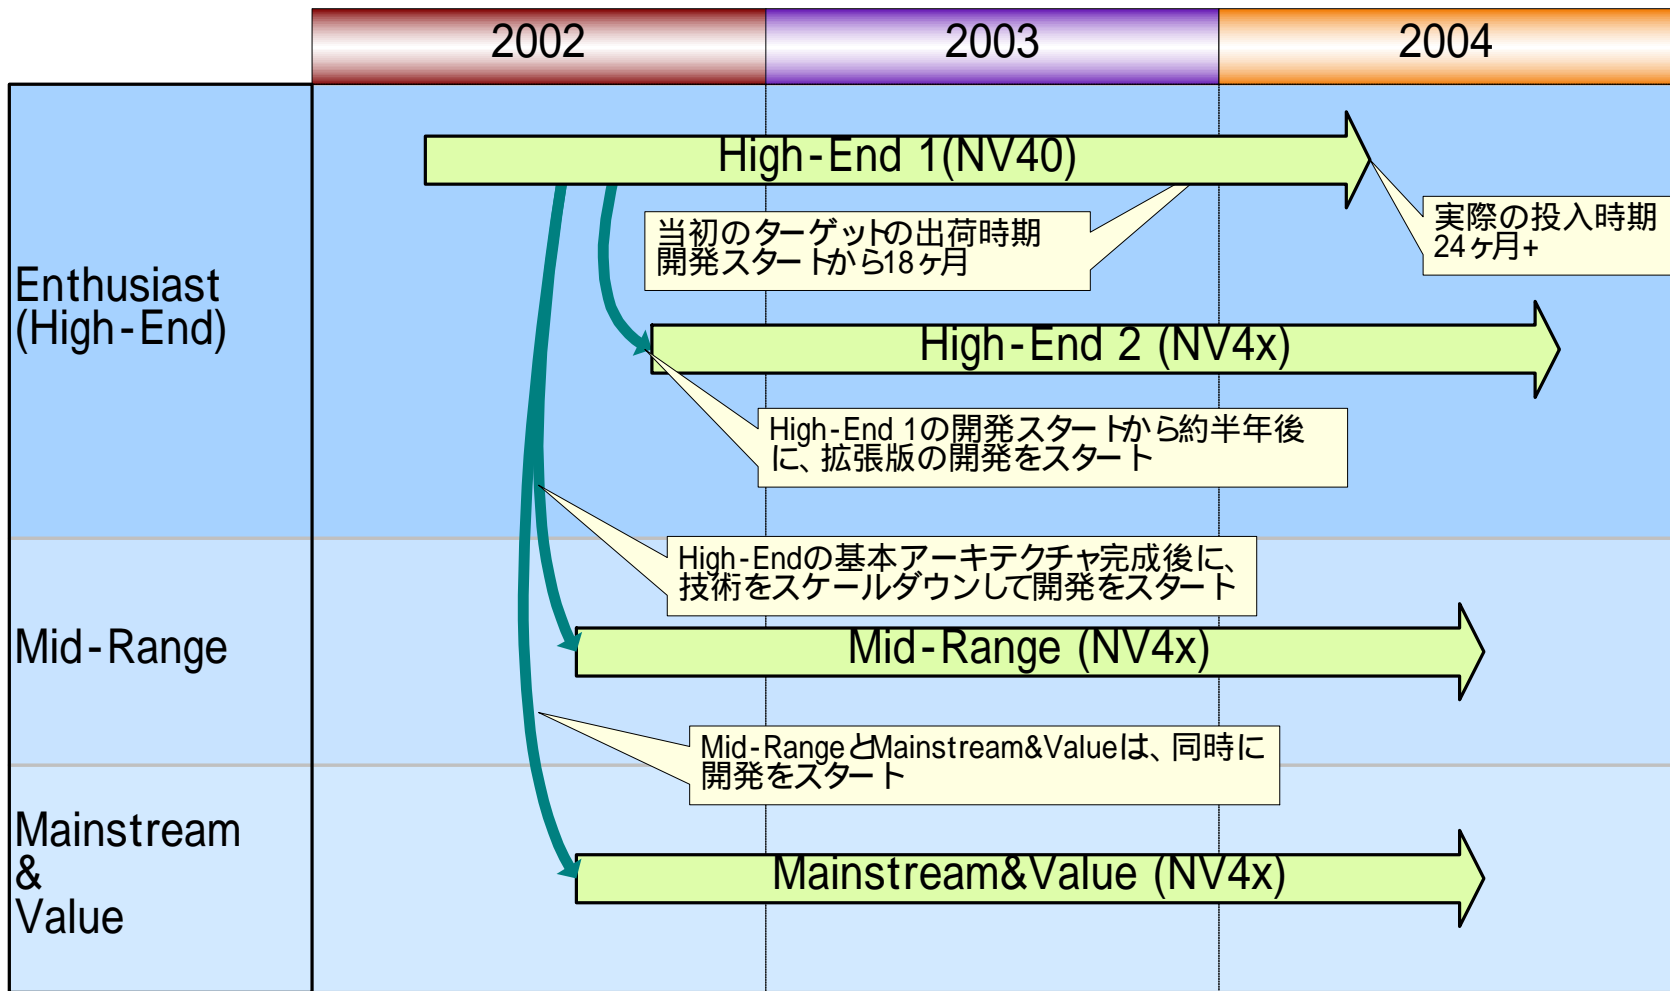 2002
2003
2004
Enthusiast
(High-End)
High-End 1(NV40)
当初のターゲットの出荷時期
開発スタートから18ヶ月
実際の投入時期
24ヶ月+
High-End 2 (NV4x)
High-End 1の開発スタートから約半年後
に、拡張版の開発をスタート
High-Endの基本アーキテクチャ完成後に、
技術をスケールダウンして開発をスタート
Mid-Range
Mid-Range (NV4x)
Mid-RangeとMainstream&Valueは、同時に
開発をスタート
Mainstream
&
Value
Mainstream&Value (NV4x)